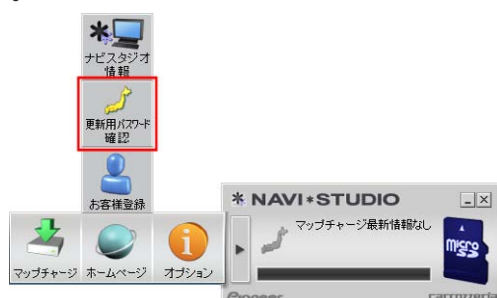 ナビスタジオ
情報
更新用パスワード
確認
お客様登録
マップチャージ
ホームページ
オプション
NAVI*STUDIO
マップチャージ最新情報なし
Micro
SD
Pioneer
carrozzeria